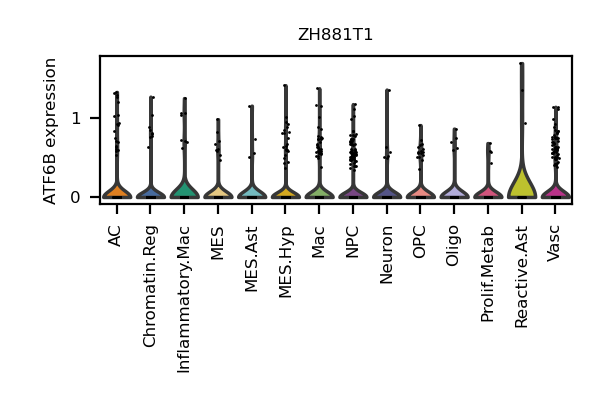 ZH881T1
ATF6B expression
1
0
AC
Chromatin.Reg
Inflammatory.Mac
MES
MES.Ast
MES.Hyp
Mac
NPC
Neuron
OPC
Oligo
Prolif.Metab
Reactive.Ast
Vasc